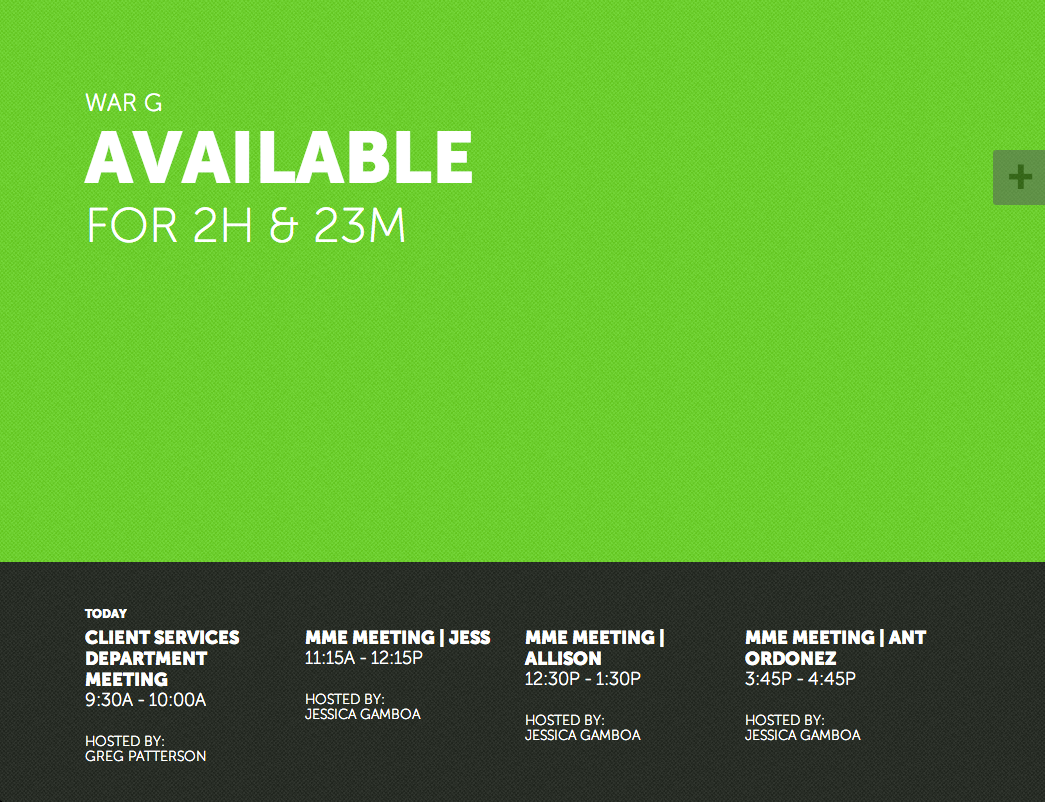 WAR G
AVAILABLE
FOR 2H & 23M
+
TODAY
CLIENT SERVICES
DEPARTMENT
MEETING
9:30A - 10:00A
HOSTED BY:
GREG PATTERSON
MME MEETING | JESS
11:15A - 12:15P
HOSTED BY:
JESSICA GAMBOA
MME MEETING |
ALLISON
12:30P - 1:30P
HOSTED BY:
JESSICA GAMBOA
MME MEETING | ANT
ORDONEZ
3:45P - 4:45P
HOSTED BY:
JESSICA GAMBOA